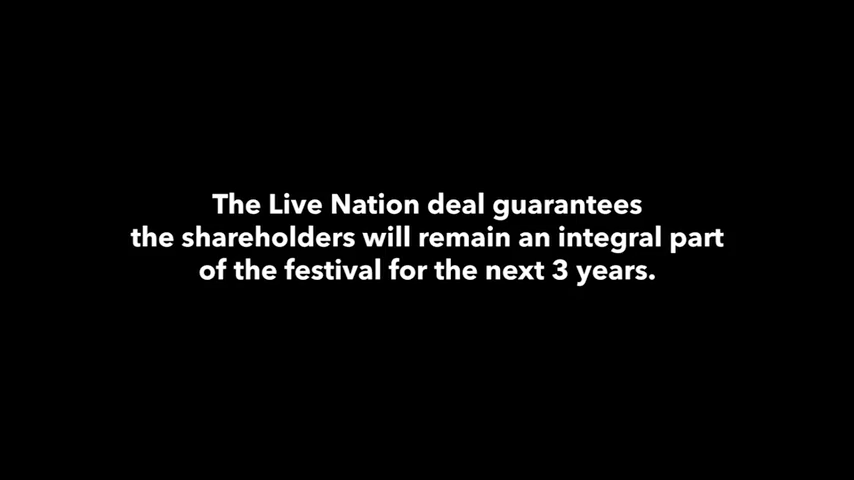 The Live Nation deal guarantees
the shareholders will remain an integral part
of the festival for the next 3 years.